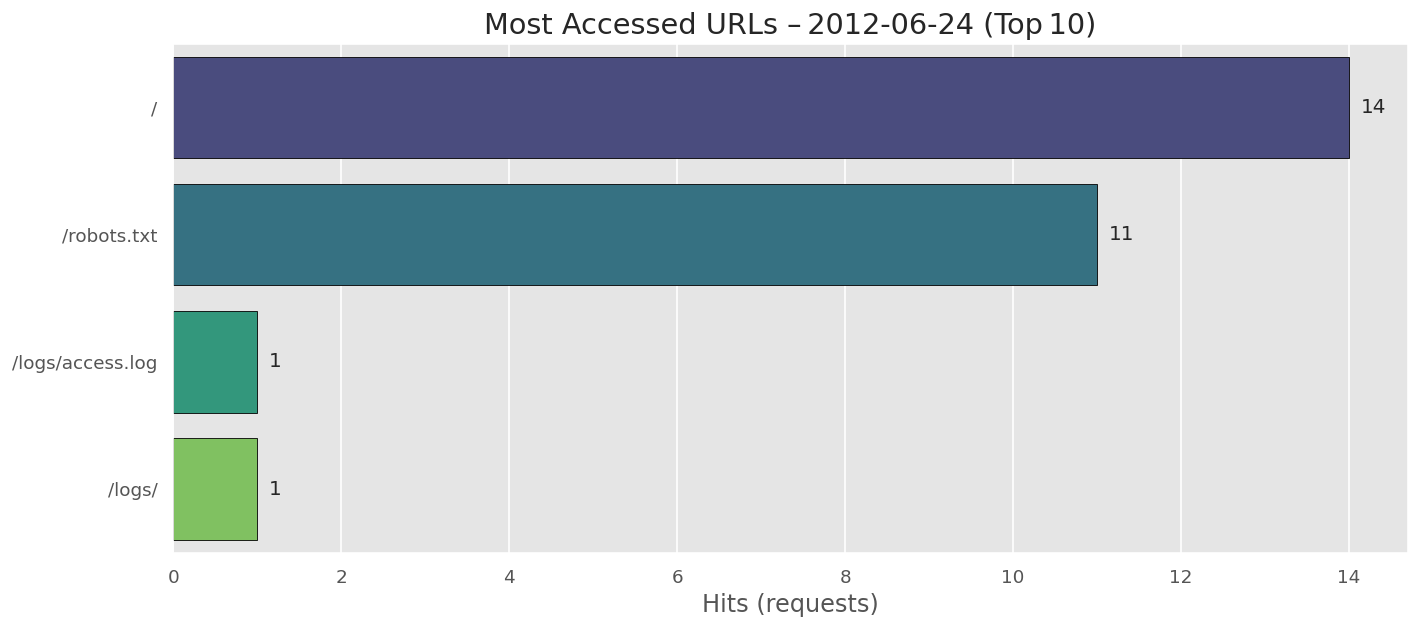 Most Accessed URLs – 2012-06-24 (Top 10)
/
14
/robots.txt
11
/logs/access.log
1
/logs/
1
0 2 4 6 8 10 12 14
Hits (requests)